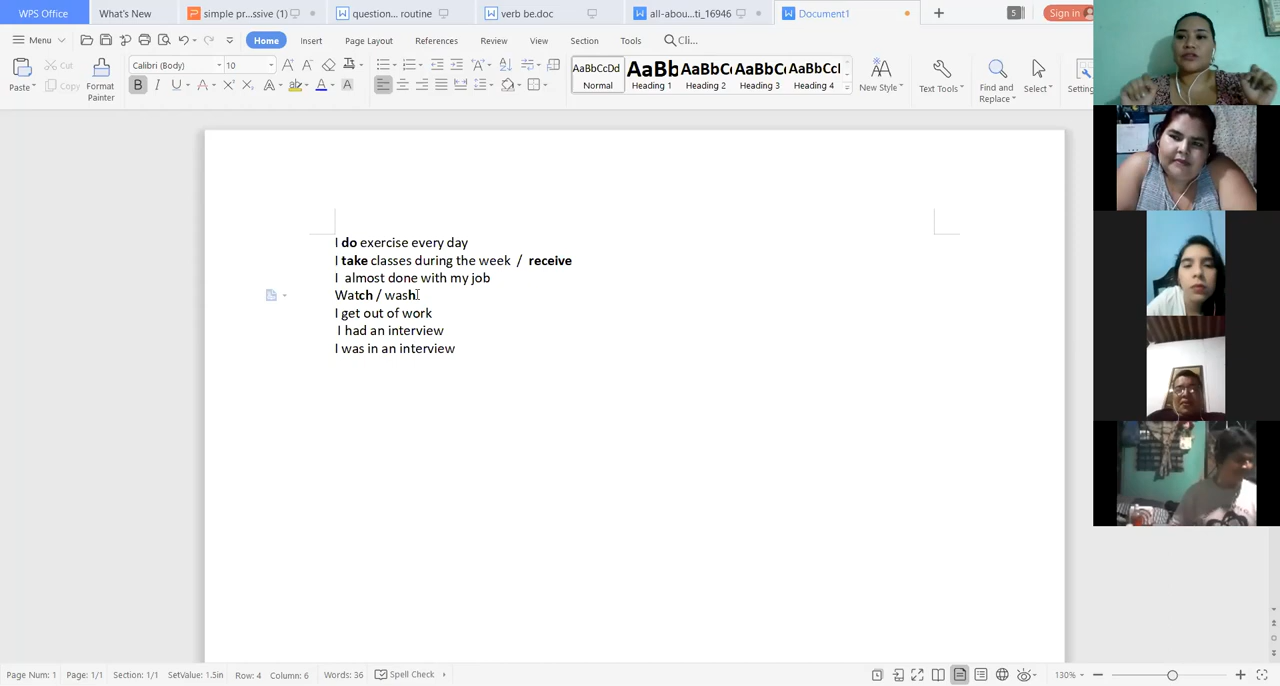 WPS Office What's New simple pr...ssive (1) question... routine verb be.doc all-abou...ti_16946 Document1 5 Sign in
Menu Home Insert Page Layout References Review View Section Tools Cli...
Paste Cut Copy Format Painter Calibri (Body) 10 AaBbCcDd Normal AaBb Heading 1 AaBbC Heading 2 AaBbC Heading 3 AaBbCcI Heading 4 New Style Text Tools Find and Replace Select Setting
I do exercise every day
I take classes during the week / receive
I almost done with my job
Watch / wash
I get out of work
I had an interview
I was in an interview
Page Num: 1 Page: 1/1 Section: 1/1 SetValue: 1.5in Row: 4 Column: 6 Words: 36 Spell Check 130%